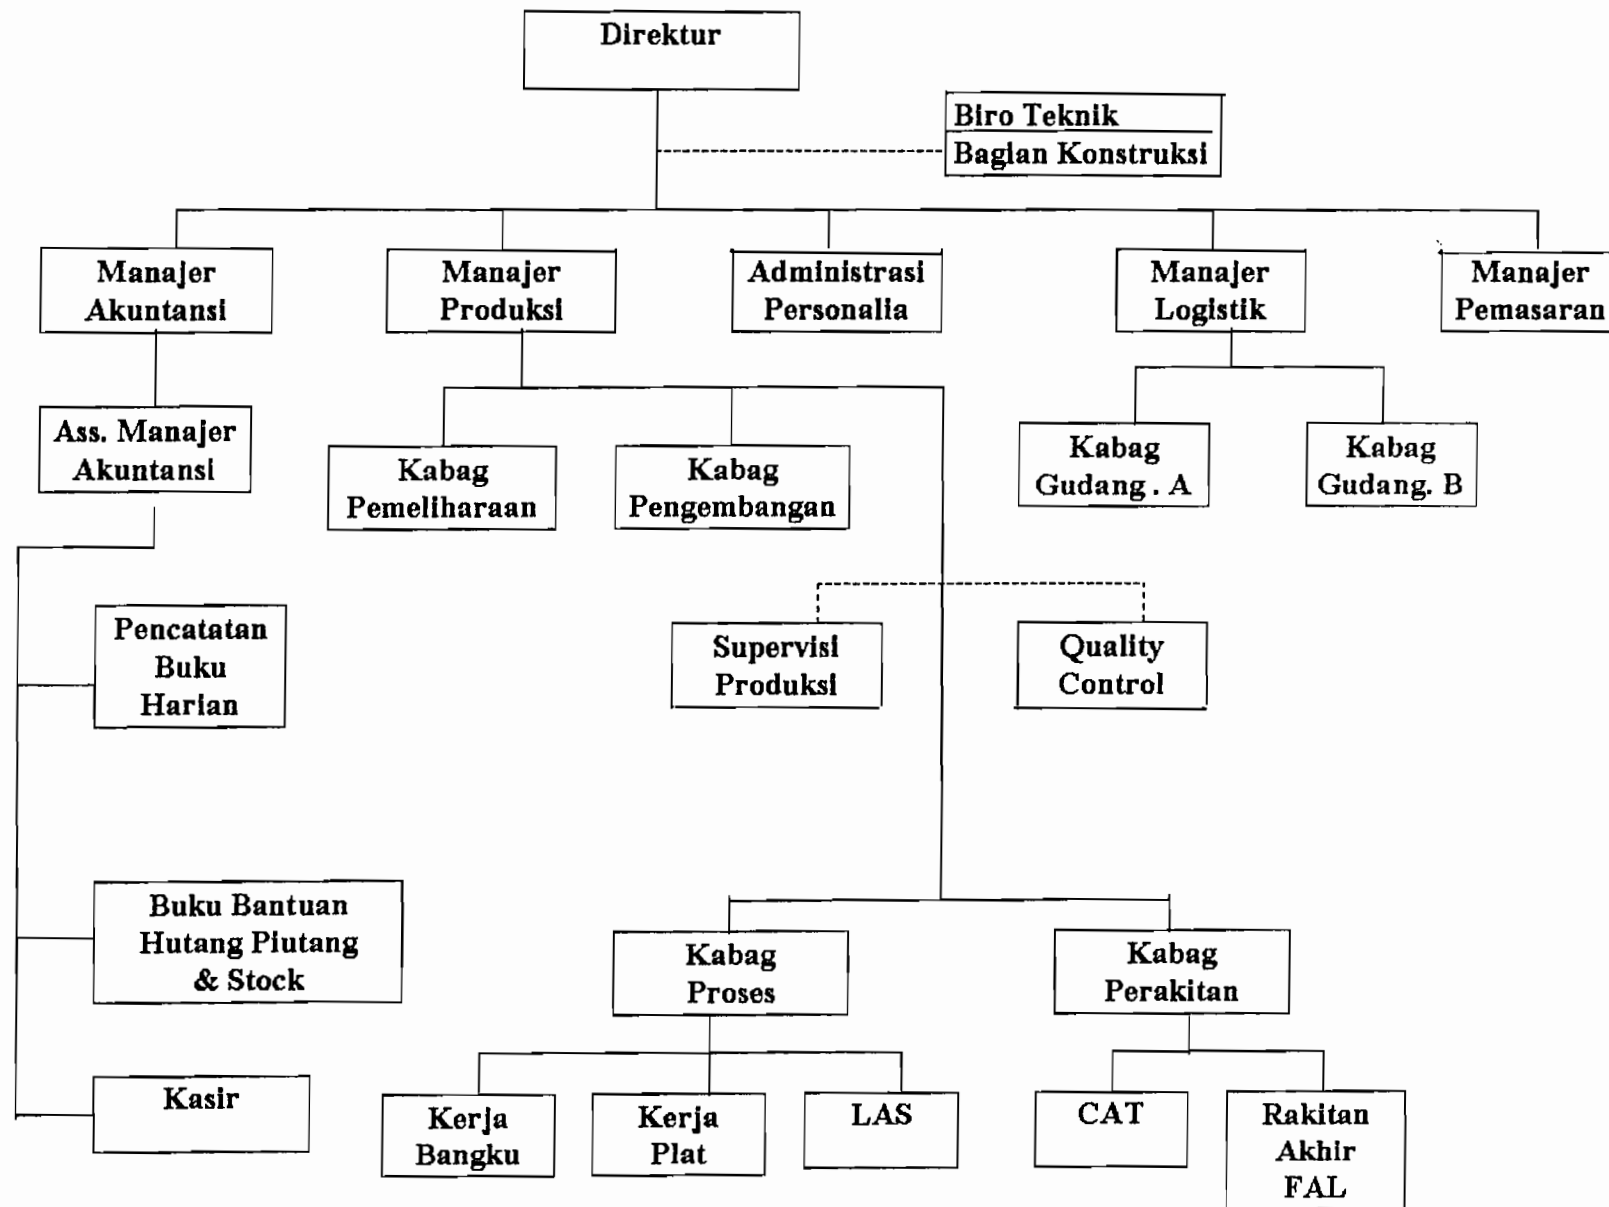 Direktur
Biro Teknik
Bagian Konstruksi
Manajer
Akuntansi
Manajer
Produksi
Administrasi
Personalia
Manajer
Logistik
Manajer
Pemasaran
Ass. Manajer
Akuntansi
Kabag
Pemeliharaan
Kabag
Pengembangan
Kabag
Gudang . A
Kabag
Gudang. B
Pencatatan
Buku
Harian
Supervisi
Produksi
Quality
Control
Buku Bantuan
Hutang Piutang
& Stock
Kabag
Proses
Kabag
Perakitan
Kasir
Kerja
Bangku
Kerja
Plat
LAS
CAT
Rakitan
Akhir
FAL